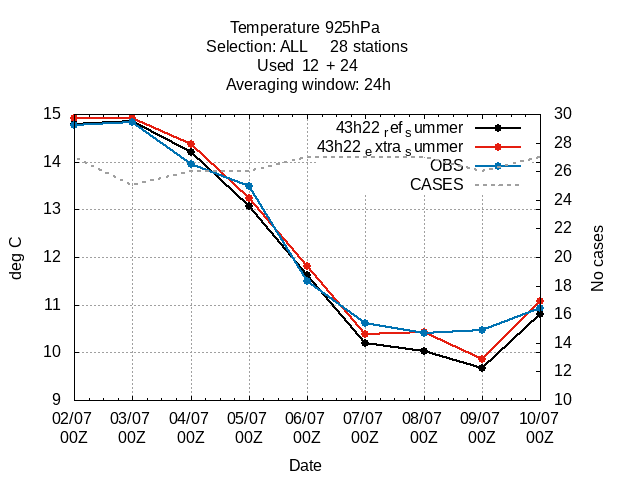 Temperature 925hPa
Selection: ALL 28 stations
Used 12 + 24
Averaging window: 24h
15 30
43h22 ref summer
28
43h22 extra summer
14 OBS 26
CASES
24
13
22
12 20
deg C
No cases
18
11
16
14
10
12
9 10
02/07 03/07 04/07 05/07 06/07 07/07 08/07 09/07 10/07
00Z 00Z 00Z 00Z 00Z 00Z 00Z 00Z 00Z
Date